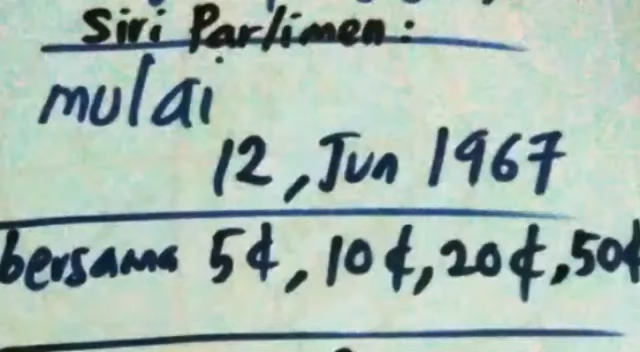 Siri Parlimen:
mulai
12, Jun 1967
bersama 5¢, 10¢, 20¢, 50¢